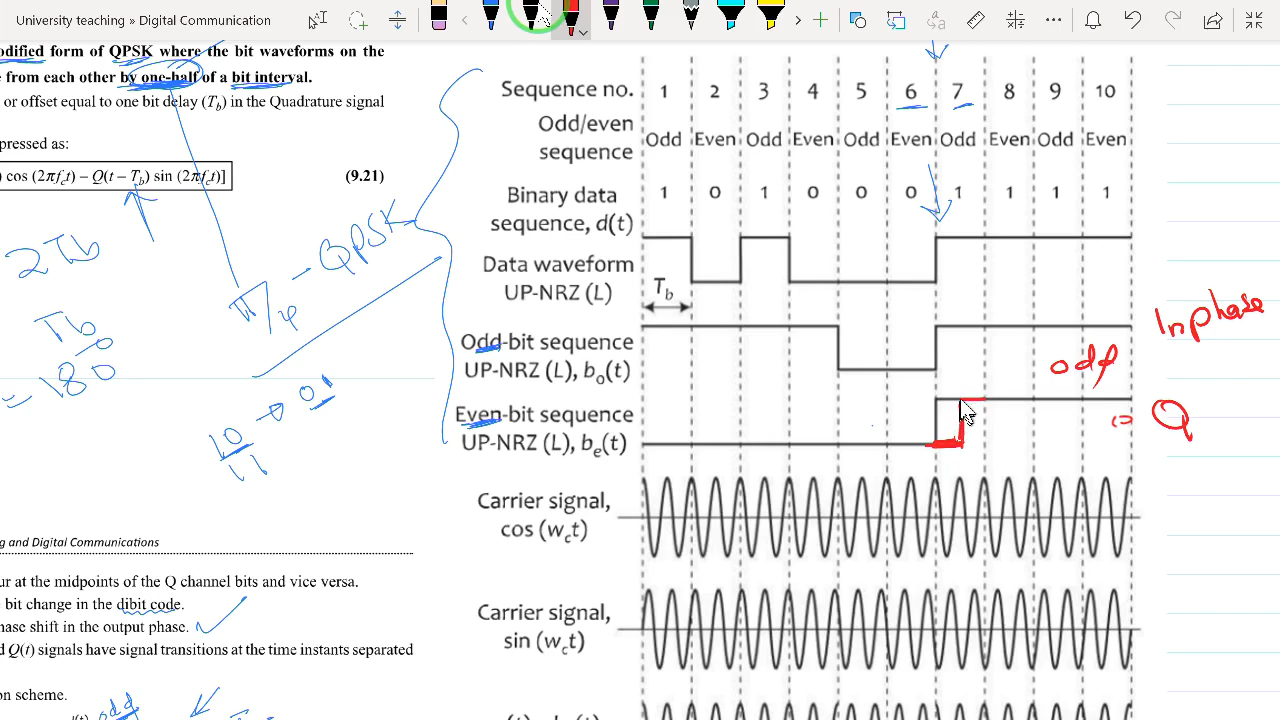 University teaching » Digital Communication
odified form of QPSK where the bit waveforms on the
e from each other by one-half of a bit interval.
or offset equal to one bit delay (Tb) in the Quadrature signal
pressed as:
) cos (2πfct) – Q(t – Tb) sin (2πfct)] (9.21)
2Tb
π/φ - QPSK
Tb
= 180
10 → 01
11
g and Digital Communications
ur at the midpoints of the Q channel bits and vice versa.
bit change in the dibit code.
hase shift in the output phase.
d Q(t) signals have signal transitions at the time instants separated
on scheme.
odd
Sequence no. 1 2 3 4 5 6 7 8 9 10
Odd/even
sequence Odd Even Odd Even Odd Even Odd Even Odd Even
Binary data
sequence, d(t) 1 0 1 0 0 0 1 1 1 1
Data waveform
UP-NRZ (L)
Tb
Odd-bit sequence
UP-NRZ (L), bo(t)
Inphase
odd
Even-bit sequence
UP-NRZ (L), be(t)
= Q
Carrier signal,
cos (wct)
Carrier signal,
sin (wct)